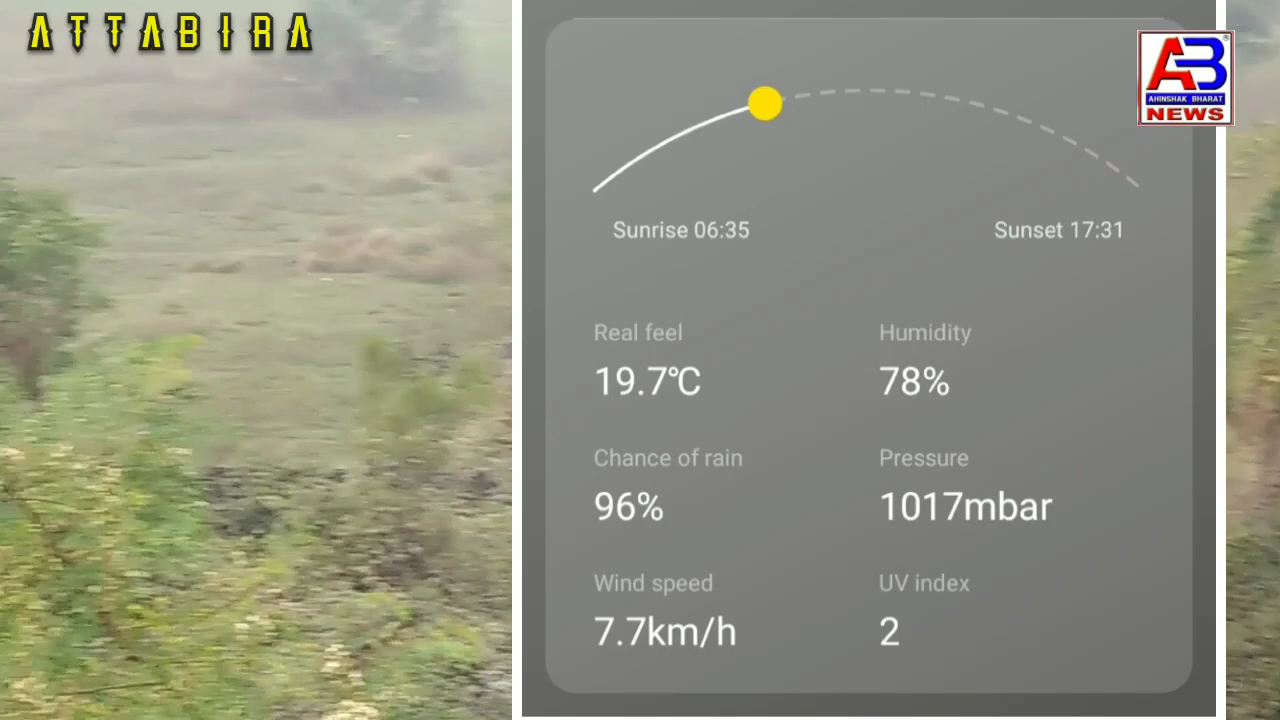 ATTABIRA
AB
AHINSHAK BHARAT
NEWS
Sunrise 06:35
Sunset 17:31
Real feel
Humidity
19.7℃
78%
Chance of rain
Pressure
96%
1017mbar
Wind speed
UV index
7.7km/h
2